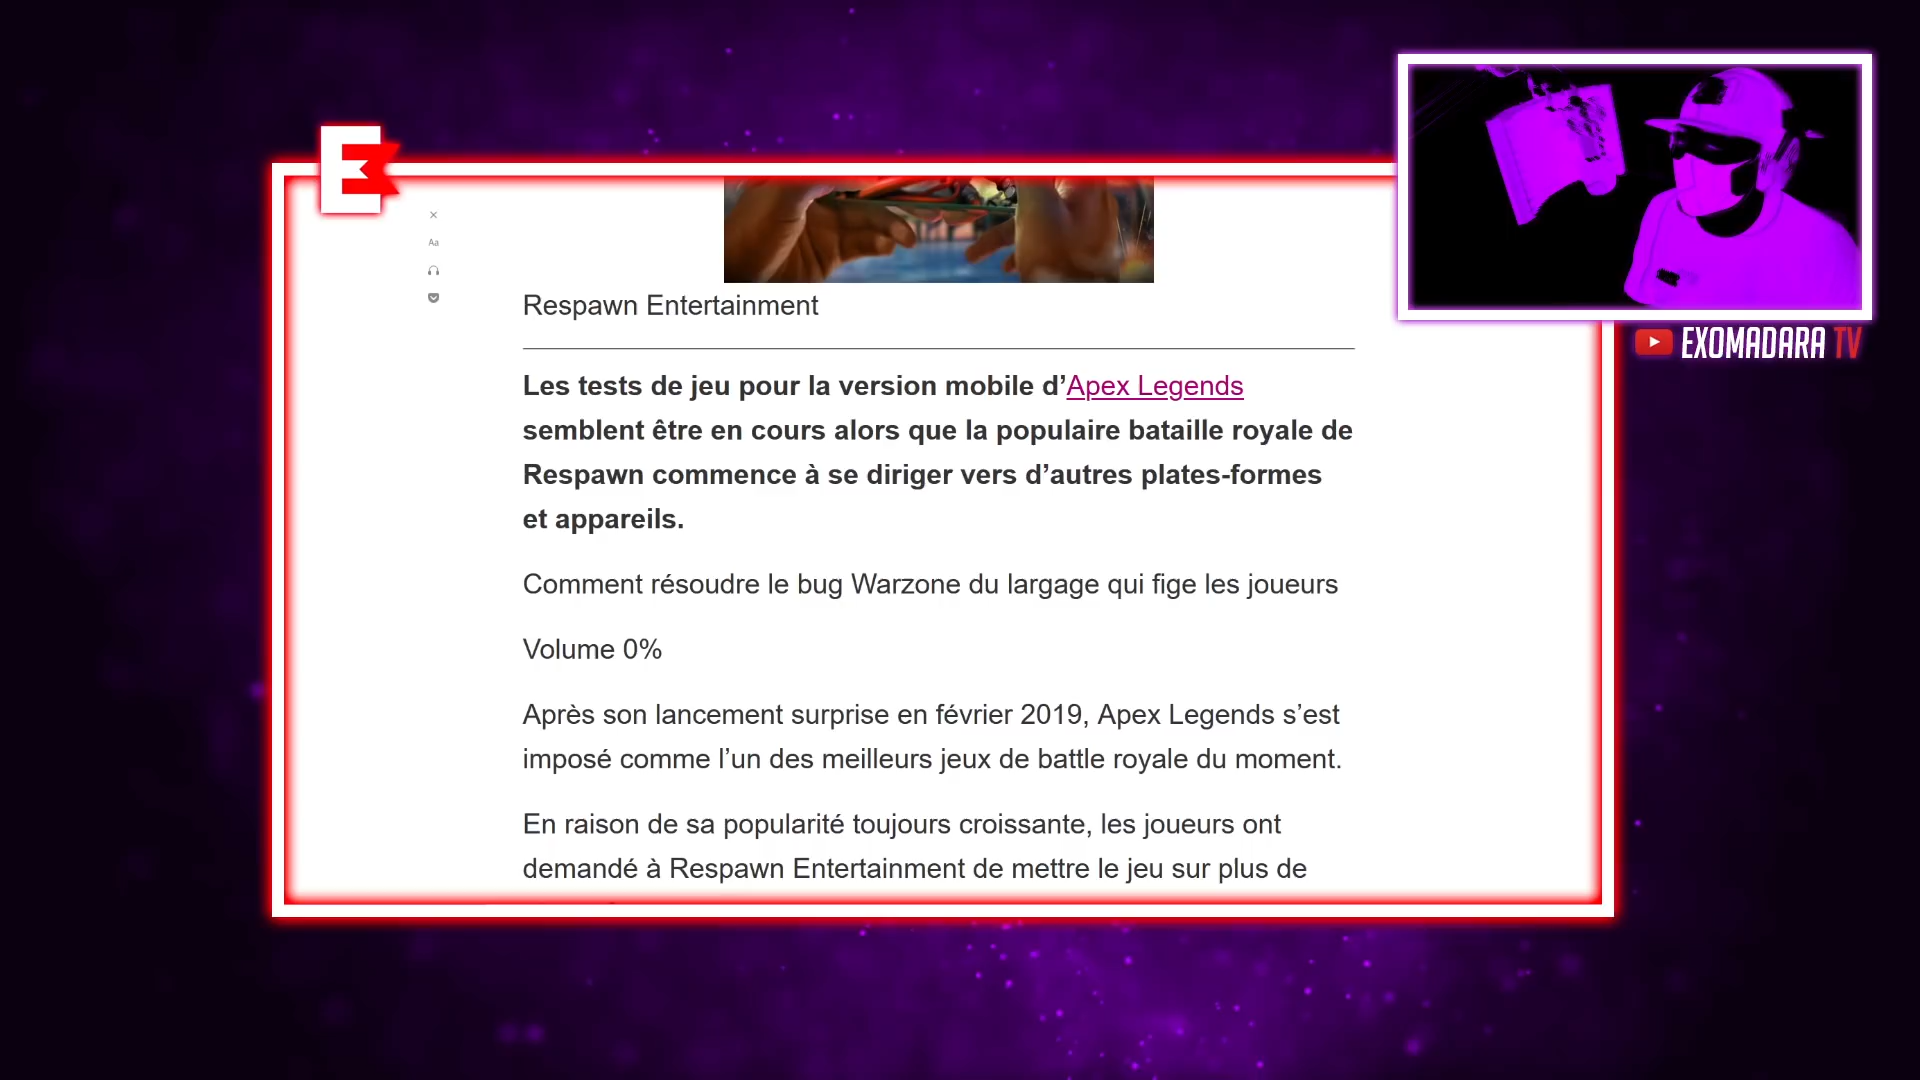 Aa
Respawn Entertainment
EXOMADARA TV
Les tests de jeu pour la version mobile d’Apex Legends
semblent être en cours alors que la populaire bataille royale de
Respawn commence à se diriger vers d’autres plates-formes
et appareils.
Comment résoudre le bug Warzone du largage qui fige les joueurs
Volume 0%
Après son lancement surprise en février 2019, Apex Legends s’est
imposé comme l’un des meilleurs jeux de battle royale du moment.
En raison de sa popularité toujours croissante, les joueurs ont
demandé à Respawn Entertainment de mettre le jeu sur plus de